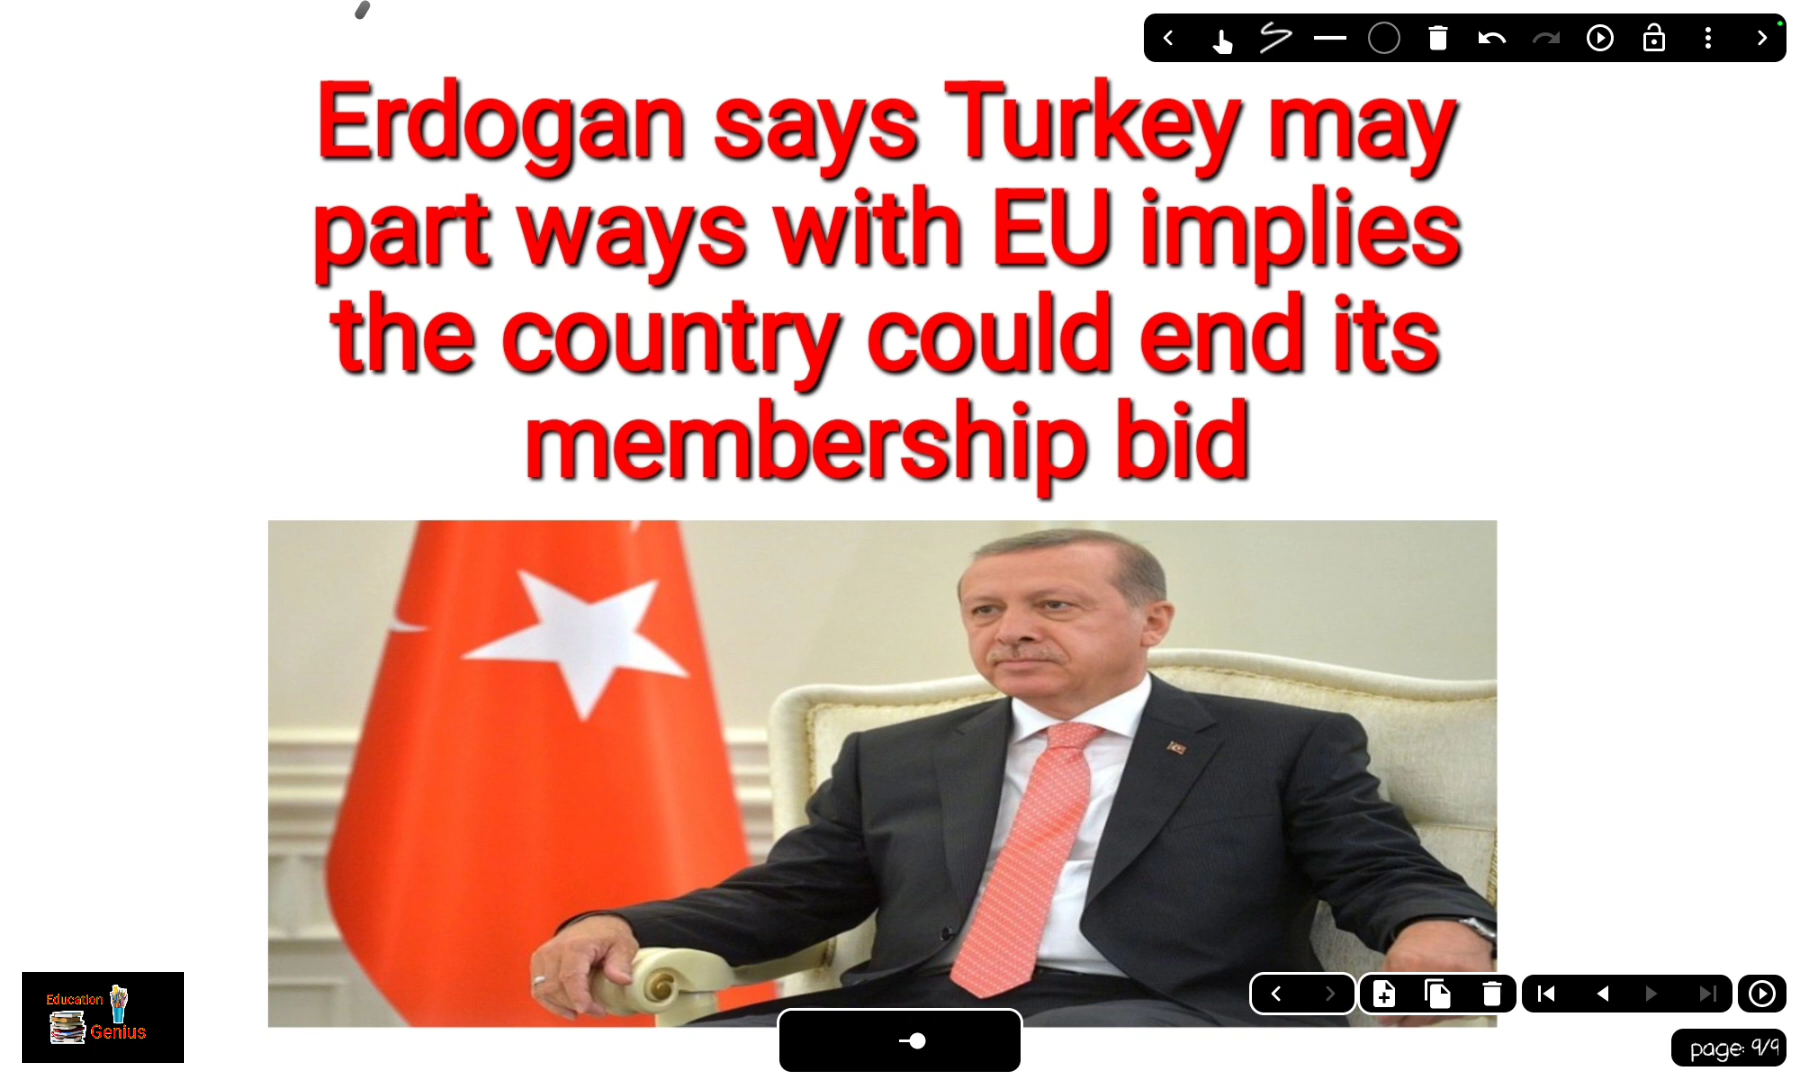 Erdogan says Turkey may
part ways with EU implies
the country could end its
membership bid
Education
Genius
page: 9/9